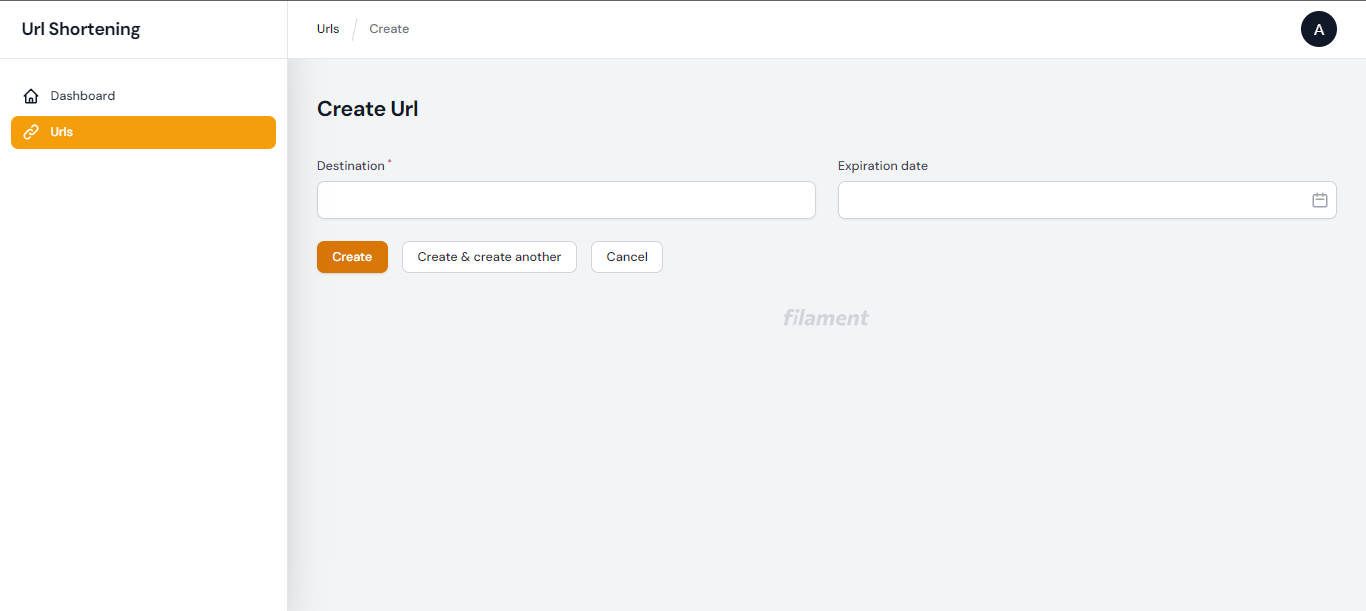 Url Shortening
Urls / Create
A
Dashboard
Urls
Create Url
Destination *
Expiration date
Create
Create & create another
Cancel
filament